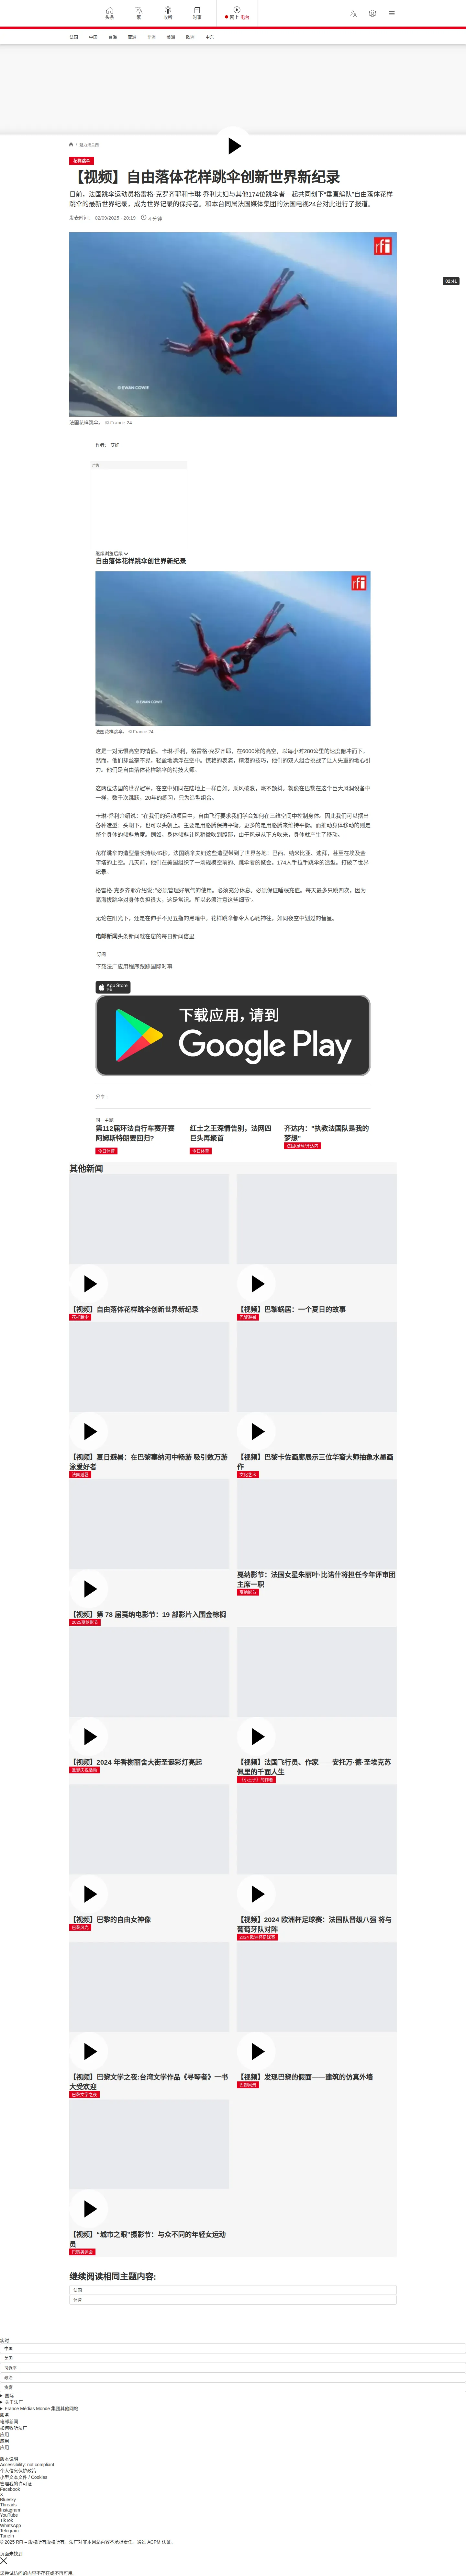 头条
繁
收听
时事
网上 电台
法国
中国
台海
亚洲
非洲
美洲
欧洲
中东
花样跳伞
【视频】自由落体花样跳伞创新世界新纪录
日前，法国跳伞运动员格雷格·克罗齐耶和卡琳·乔利夫妇与其他174位跳伞者一起共同创下“垂直编队”自由落体花样跳伞的最新世界纪录，成为世界记录的保持者。和本台同属法国媒体集团的法国电视24台对此进行了报道。
发表时间： 02/09/2025 - 20:19
4 分钟
rfi
02:41
© SWAN COWIE
法国花样跳伞。 © France 24
作者： 艾铭
广告
继续浏览后续
自由落体花样跳伞创世界新纪录
rfi
© SWAN COWIE
法国花样跳伞。 © France 24
这是一对无惧高空的情侣。卡琳·乔利，格雷格·克罗齐耶，在6000米的高空，以每小时280公里的速度俯冲而下。然而，他们却丝毫不晃，轻盈地漂浮在空中。惊艳的表演，精湛的技巧，他们的双人组合挑战了让人失重的地心引力。他们是自由落体花样跳伞的特技大师。
这两位法国的世界冠军，在空中如同在陆地上一样自如。乘风破浪，毫不颤抖。就像在巴黎在这个巨大风洞设备中一样，数千次跳跃，20年的练习，只为造型组合。
卡琳·乔利介绍说：“在我们的运动项目中，自由飞行要求我们学会如何在三维空间中控制身体。因此我们可以摆出各种造型：头朝下，也可以头朝上。主要是用胳膊保持平衡。更多的是用胳膊来维持平衡，而推动身体移动的则是整个身体的倾斜角度。例如，身体倾斜让风稍微吹到腹部，由于风是从下方吹来，身体就产生了移动。
花样跳伞的造型最长持续45秒，法国跳伞夫妇这些造型带到了世界各地：巴西、纳米比亚、迪拜，甚至在埃及金字塔的上空。几天前，他们在美国组织了一场规模空前的、跳伞者的聚会。174人手拉手跳伞的造型，打破了世界纪录。
格雷格·克罗齐耶介绍说：“必须管理好氧气的使用。必须充分休息。必须保证睡眠充值。每天最多只跳四次，因为高海拔跳伞对身体负担很大，这是常识。所以必须注意这些细节”。
无论在阳光下，还是在伸手不见五指的黑暗中、花样跳伞都令人心驰神往，如同夜空中划过的彗星。
电邮新闻头条新闻就在您的每日新闻信里
订阅
下载法广应用程序跟踪国际时事
App Store
下载应用，请到
Google Play
分享 :
同一主题
第112届环法自行车赛开赛 阿姆斯特朗要回归?
今日体育
红土之王深情告别，法网四巨头再聚首
今日体育
齐达内："执教法国队是我的梦想"
法国/足球/齐达内
其他新闻
【视频】自由落体花样跳伞创新世界新纪录
花样跳伞
【视频】巴黎蜗居：一个夏日的故事
巴黎避暑
【视频】夏日避暑：在巴黎塞纳河中畅游 吸引数万游泳爱好者
法国避暑
【视频】巴黎卡佐画廊展示三位华裔大师抽象水墨画作
文化艺术
【视频】第 78 届戛纳电影节：19 部影片入围金棕榈
2025戛纳影节
戛纳影节：法国女星朱丽叶·比诺什将担任今年评审团主席一职
戛纳影节
【视频】2024 年香榭丽舍大街圣诞彩灯亮起
圣诞庆祝活动
【视频】法国飞行员、作家——安托万·德·圣埃克苏佩里的千面人生
《小王子》的作者
【视频】巴黎的自由女神像
巴黎风光
【视频】2024 欧洲杯足球赛：法国队晋级八强 将与葡萄牙队对阵
2024 欧洲杯足球赛
【视频】巴黎文学之夜:台湾文学作品《寻琴者》一书大受欢迎
巴黎文学之夜
【视频】发现巴黎的假面——建筑的仿真外墙
巴黎风景
【视频】“城市之眼”摄影节：与众不同的年轻女运动员
巴黎奥运会
继续阅读相同主题内容:
法国
体育
实时
中国
美国
习近平
政治
亮酱
国际
关于法广
France Médias Monde 集团其他网站
服务
电邮新闻
如何收听法广
应用
应用
应用
版本说明
Accessibility: not compliant
个人信息保护政策
小型文本文件 / Cookies
管理我的许可证
Facebook
X
Bluesky
Threads
Instagram
YouTube
TikTok
WhatsApp
Telegram
TuneIn
© 2025 RFI – 版权所有版权所有。法广对非本网站内容不承担责任。通过 ACPM 认证。
页面未找到
您尝试访问的内容不存在或不再可用。